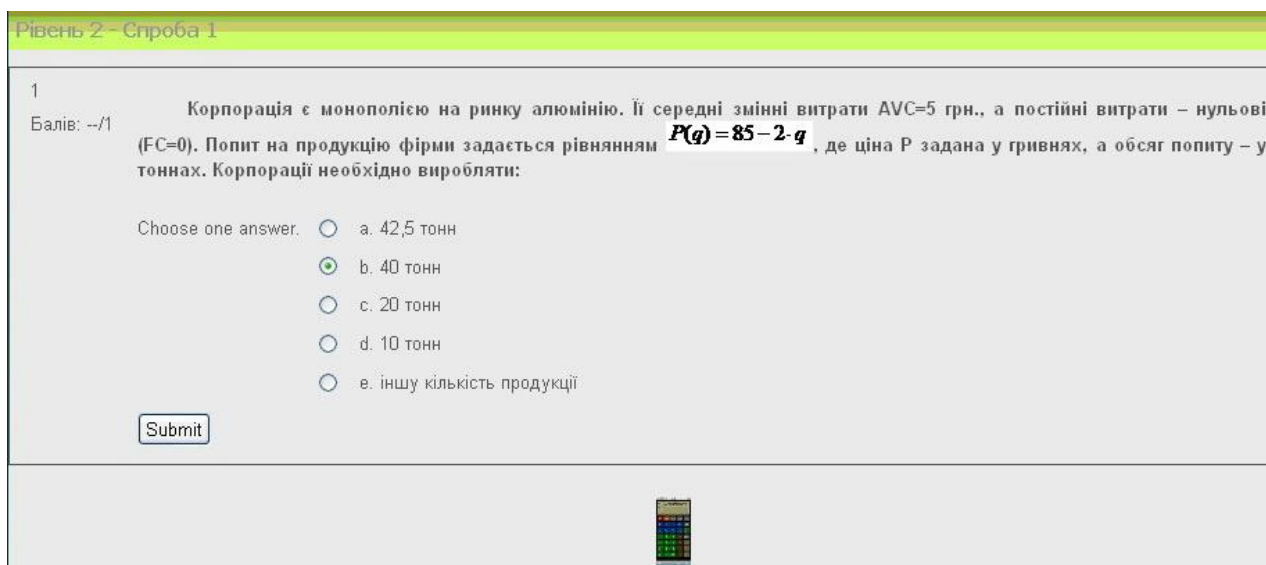 Рівень 2 - Спроба 1
1
Балів: --/1
Корпорація є монополією на ринку алюмінію. Її середні змінні витрати AVC=5 грн., а постійні витрати – нульові
(FC=0). Попит на продукцію фірми задається рівнянням P(q) = 85 − 2· q , де ціна Р задана у гривнях, а обсяг попиту – у
тоннах. Корпорації необхідно виробляти:
Choose one answer.
a. 42,5 тонн
b. 40 тонн
c. 20 тонн
d. 10 тонн
e. іншу кількість продукції
Submit